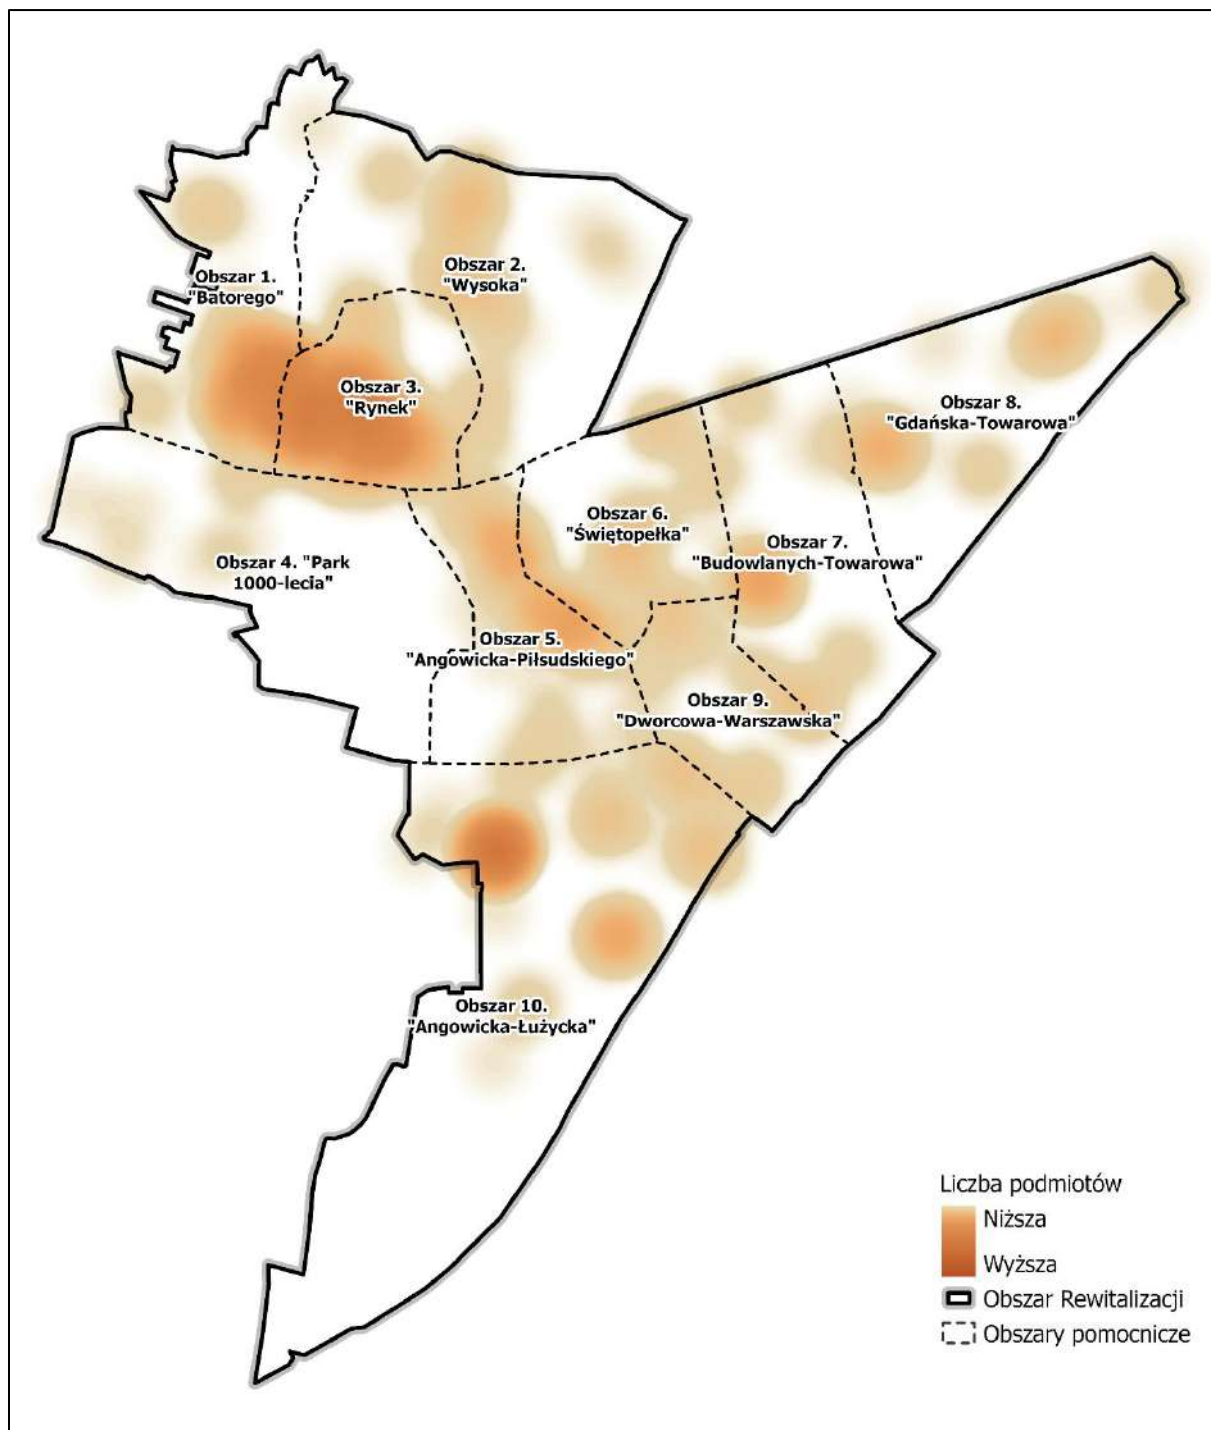 Obszar 1.
"Batorego"
Obszar 2.
"Wysoka"
Obszar 3.
"Rynek"
Obszar 8.
"Gdańska-Towarowa"
Obszar 6.
"Świętopełka"
Obszar 7.
"Budowlanych-Towarowa"
Obszar 4. "Park
1000-lecia"
Obszar 5.
"Angowicka-Piłsudskiego"
Obszar 9.
"Dworcowa-Warszawska"
Obszar 10.
"Angowicka-Łużycka"
Liczba podmiotów
Niższa
Wyższa
Obszar Rewitalizacji
Obszary pomocnicze